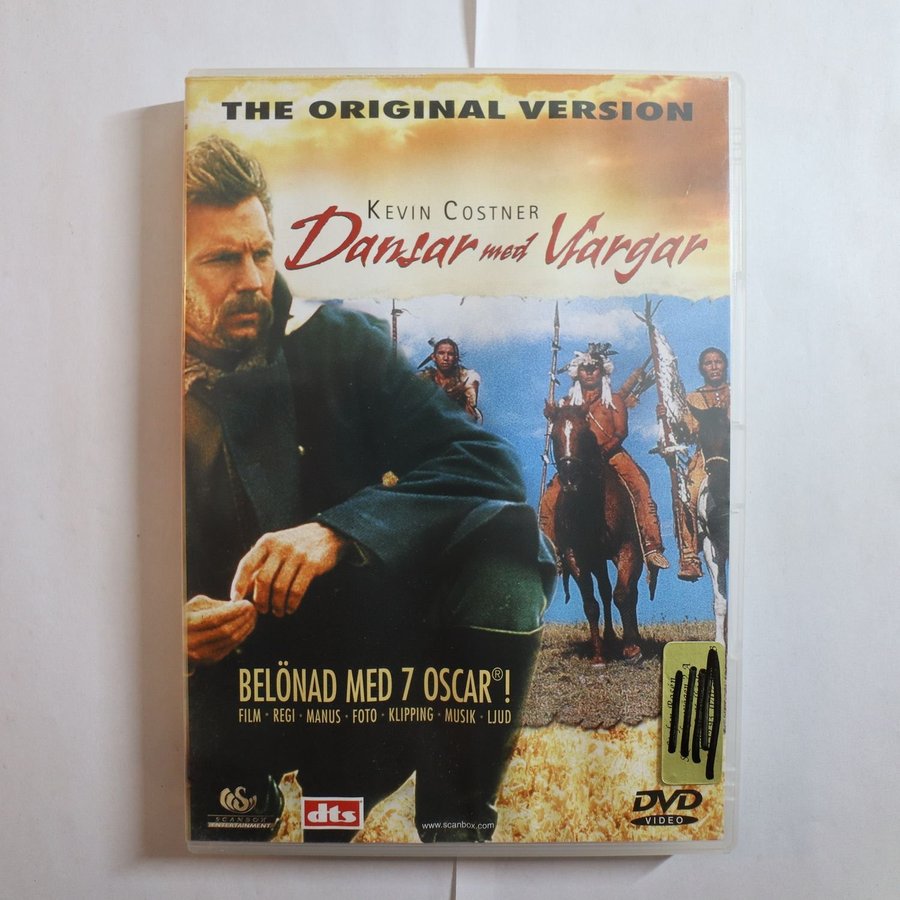 THE ORIGINAL VERSION
KEVIN COSTNER
Dansar med Vargar
BELÖNAD MED 7 OSCAR®!
FILM · REGI · MANUS · FOTO · KLIPPING · MUSIK · LJUD
SCANBOX
ENTERTAINMENT
dts
www.scanbox.com
DVD
VIDEO